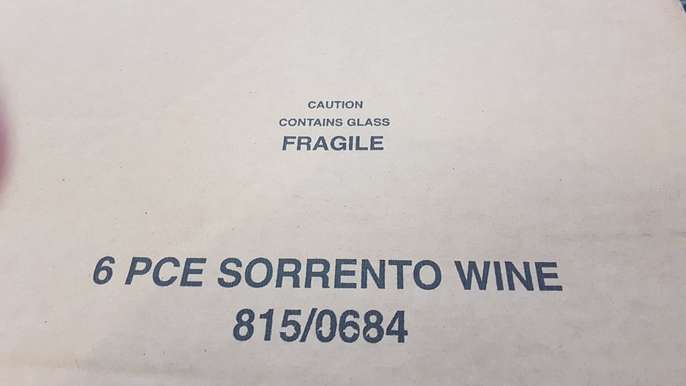 CAUTION
CONTAINS GLASS
FRAGILE
6 PCE SORRENTO WINE
815/0684